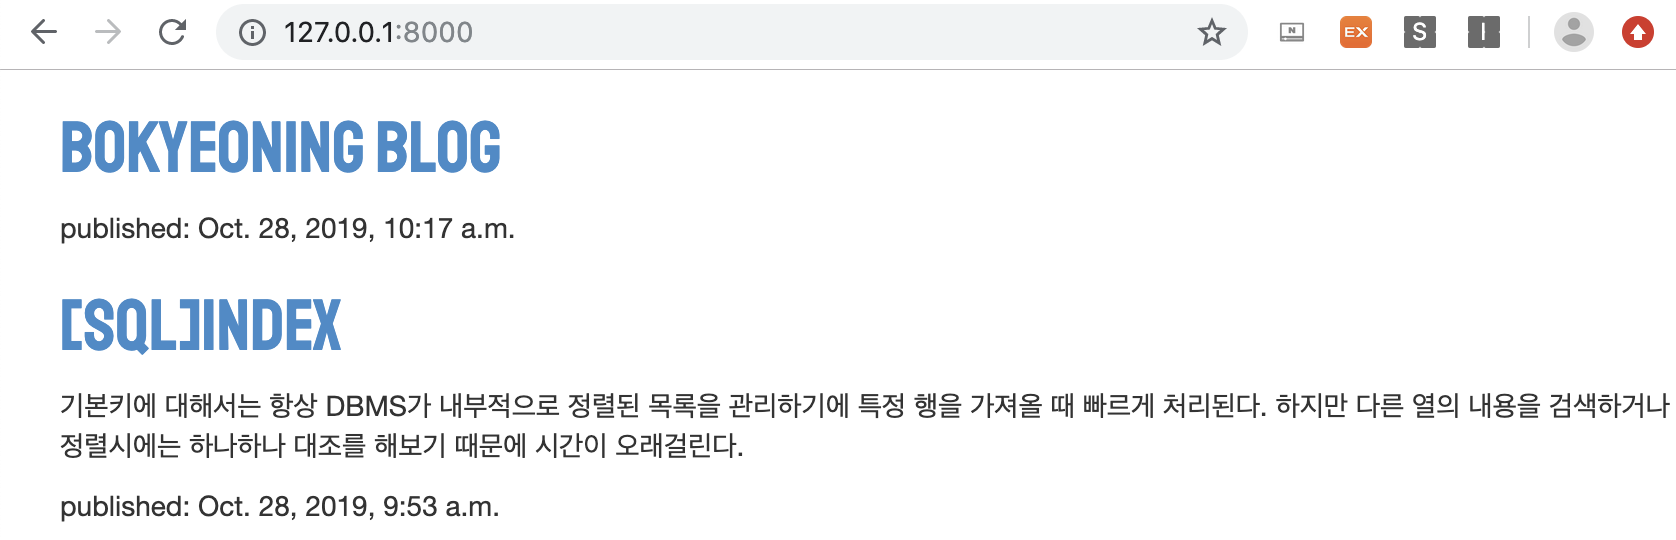 127.0.0.1:8000
N
EX
S
I
BOKYEONING BLOG
published: Oct. 28, 2019, 10:17 a.m.
[SQL]INDEX
기본키에 대해서는 항상 DBMS가 내부적으로 정렬된 목록을 관리하기에 특정 행을 가져올 때 빠르게 처리된다. 하지만 다른 열의 내용을 검색하거나
정렬시에는 하나하나 대조를 해보기 때문에 시간이 오래걸린다.
published: Oct. 28, 2019, 9:53 a.m.